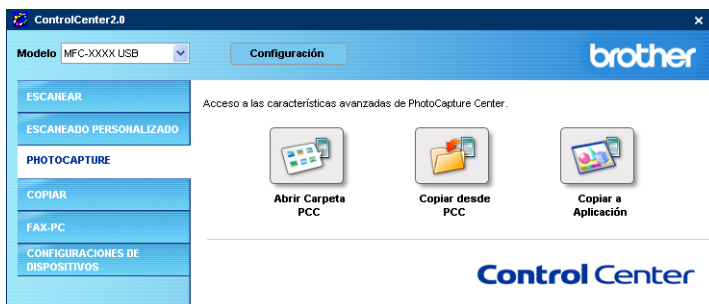 ControlCenter2.0
Modelo MFC-XXXX USB
Configuración
brother
ESCANEAR
ESCANEADO PERSONALIZADO
PHOTOCAPTURE
COPIAR
FAX-PC
CONFIGURACIONES DE
DISPOSITIVOS
Acceso a las características avanzadas de PhotoCapture Center.
Abrir Carpeta
PCC
Copiar desde
PCC
Copiar a
Aplicación
Control Center